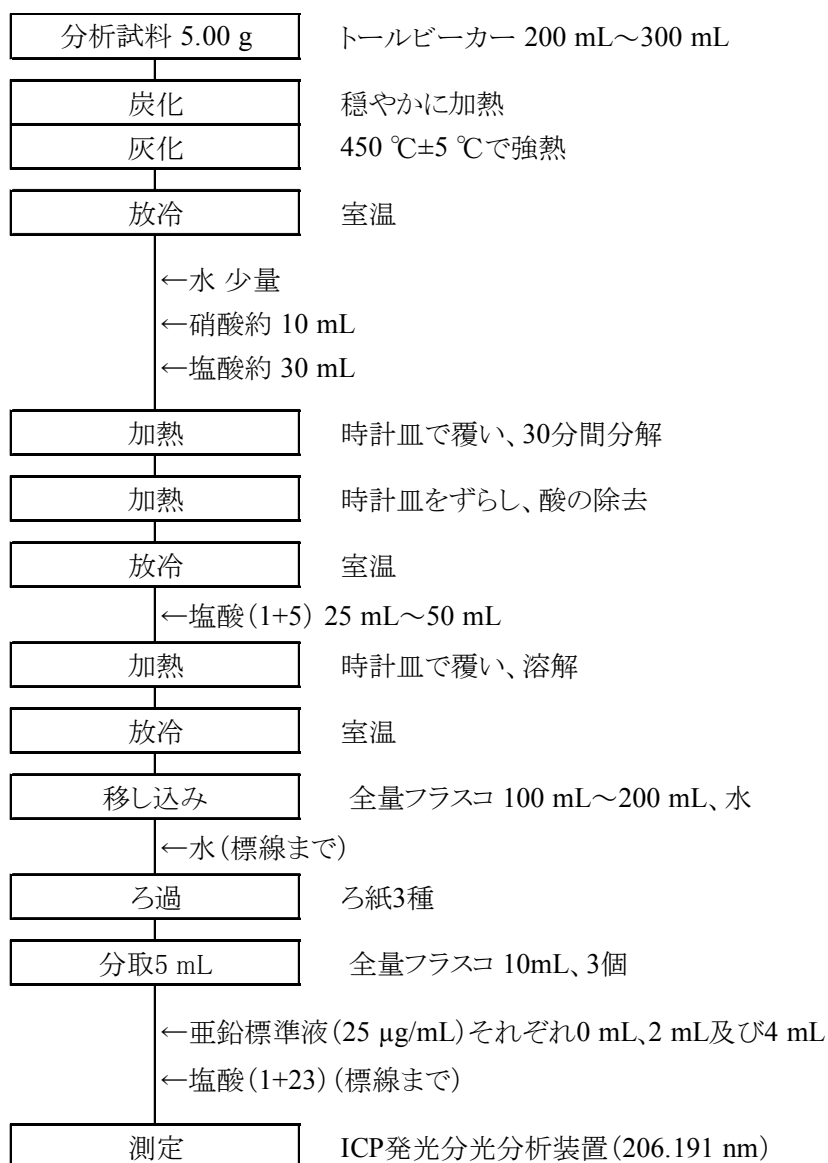 分析試料 5.00 g トールビーカー 200 mL～300 mL
炭化 穏やかに加熱
灰化 450 ℃±5 ℃で強熱
放冷 室温
←水 少量
←硝酸約 10 mL
←塩酸約 30 mL
加熱 時計皿で覆い、30分間分解
加熱 時計皿をずらし、酸の除去
放冷 室温
←塩酸(1+5) 25 mL～50 mL
加熱 時計皿で覆い、溶解
放冷 室温
移し込み 全量フラスコ 100 mL～200 mL、水
←水(標線まで)
ろ過 ろ紙3種
分取5 mL 全量フラスコ 10mL、3個
←亜鉛標準液(25 µg/mL)それぞれ0 mL、2 mL及び4 mL
←塩酸(1+23)(標線まで)
測定 ICP発光分光分析装置(206.191 nm)